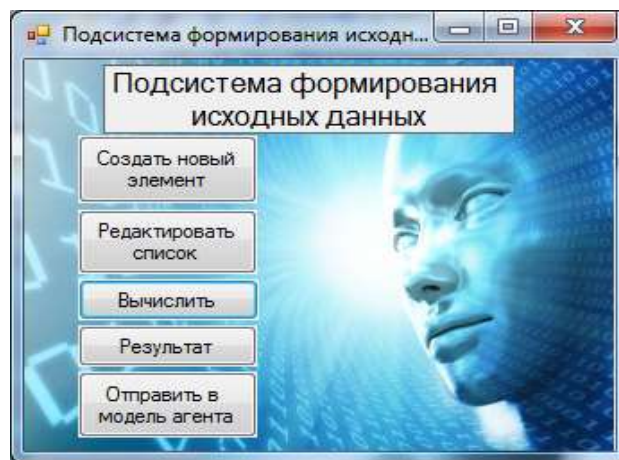 Подсистема формирования исходн...
Подсистема формирования
исходных данных
Создать новый
элемент
Редактировать
список
Вычислить
Результат
Отправить в
модель агента